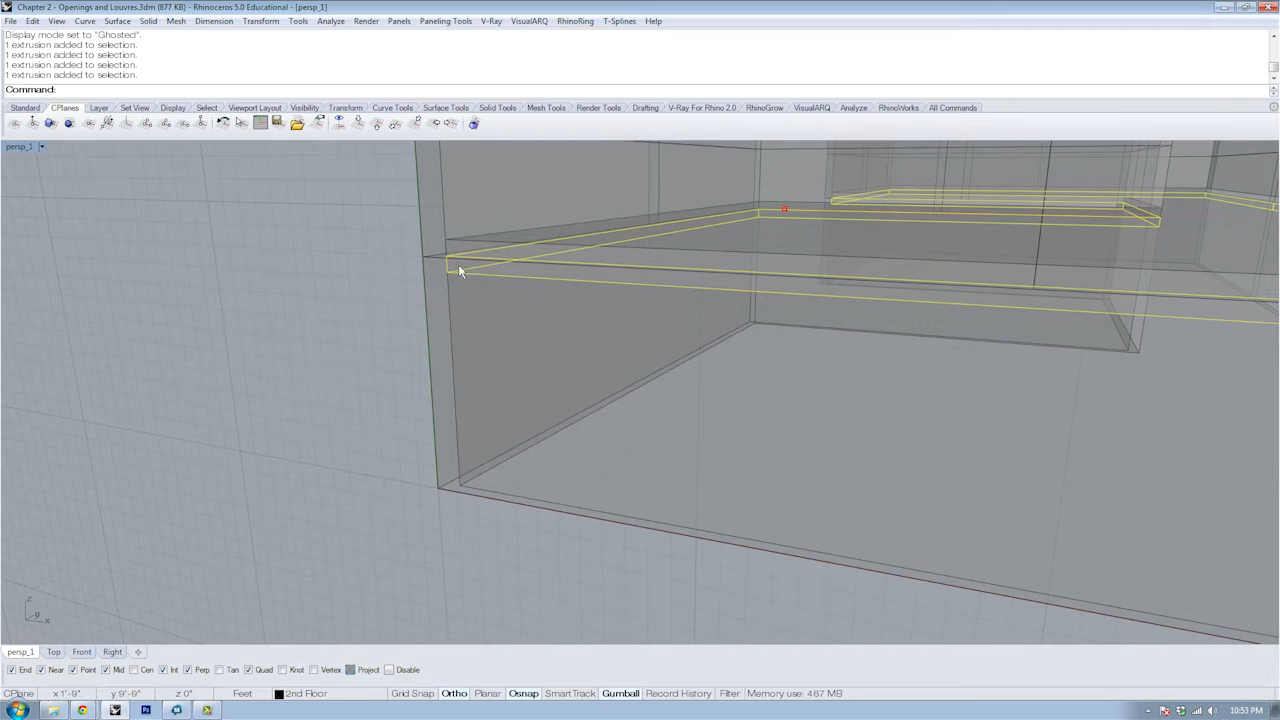 Chapter 2 - Openings and Louvres.3dm (877 KB) - Rhinoceros 5.0 Educational - [persp_1]
File Edit View Curve Surface Solid Mesh Dimension Transform Tools Analyze Render Panels Paneling Tools V-Ray VisualARQ RhinoRing T-Splines Help
Display mode set to "Ghosted".
1 extrusion added to selection.
1 extrusion added to selection.
1 extrusion added to selection.
1 extrusion added to selection.
Command:
Standard CPlanes Layer Set View Display Select Viewport Layout Visibility Transform Curve Tools Surface Tools Solid Tools Mesh Tools Render Tools Drafting V-Ray For Rhino 2.0 RhinoGrow VisualARQ Analyze RhinoWorks All Commands
persp_1
z
y
x
persp_1 Top Front Right
End Near Point Mid Cen Int Perp Tan Quad Knot Vertex Project Disable
CPlane x 1'-9" y 9'-9" z 0" Feet 2nd Floor Grid Snap Ortho Planar Osnap SmartTrack Gumball Record History Filter Memory use: 467 MB
10:53 PM